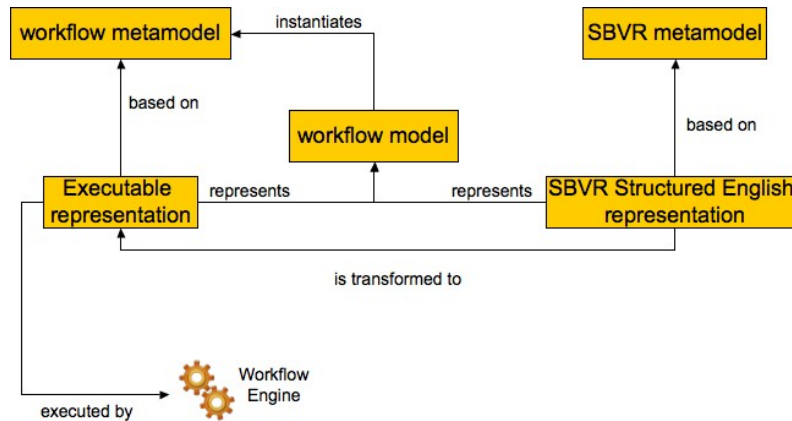 instantiates
workflow metamodel
SBVR metamodel
based on
workflow model
based on
Executable
representation
represents
represents
SBVR Structured English
representation
is transformed to
Workflow
Engine
executed by